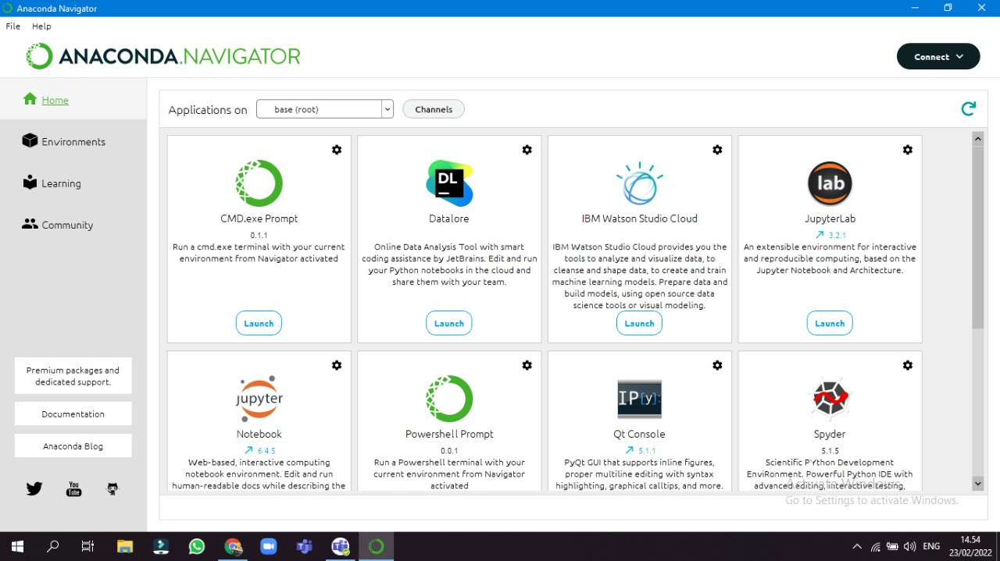 Anaconda Navigator
File Help
ANACONDA.NAVIGATOR
Connect
Home
Environments
Learning
Community
Premium packages and
dedicated support.
Documentation
Anaconda Blog
You
Tube
Applications on base (root) Channels
CMD.exe Prompt
0.1.1
Run a cmd.exe terminal with your current
environment from Navigator activated
Launch
DL
Datalore
Online Data Analysis Tool with smart
coding assistance by JetBrains. Edit and run
your Python notebooks in the cloud and
share them with your team.
Launch
IBM Watson Studio Cloud
IBM Watson Studio Cloud provides you the
tools to analyze and visualize data, to
cleanse and shape data, to create and train
machine learning models. Prepare data and
build models, using open source data
science tools or visual modeling.
Launch
lab
JupyterLab
3.2.1
An extensible environment for interactive
and reproducible computing, based on the
Jupyter Notebook and Architecture.
Launch
jupyter
Notebook
6.4.5
Web-based, interactive computing
notebook environment. Edit and run
human-readable docs while describing the
Powershell Prompt
0.0.1
Run a Powershell terminal with your
current environment from Navigator
activated
IP[y]:
Qt Console
5.1.1
PyQt GUI that supports inline figures,
proper multiline editing with syntax
highlighting, graphical calltips, and more.
Spyder
5.1.5
Scientific PYthon Development
EnviRonment. Powerful Python IDE with
advanced editing, interactive testing,
Activate Windows
Go to Settings to activate Windows.
ENG
14.54
23/02/2022